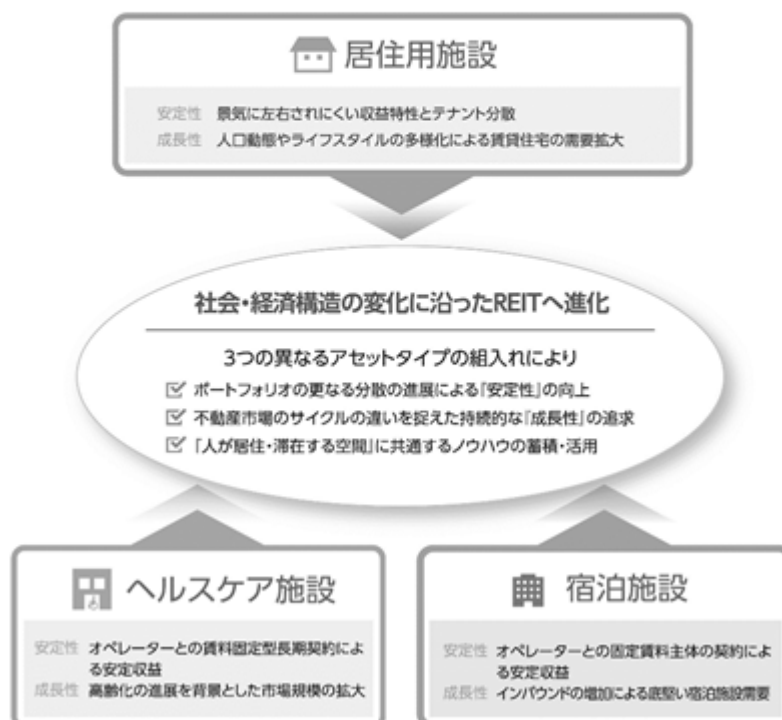 居住用施設
安定性 景気に左右されにくい収益特性とテナント分散
成長性 人口動態やライフスタイルの多様化による賃貸住宅の需要拡大
社会・経済構造の変化に沿ったREITへ進化
3つの異なるアセットタイプの組入れにより
ポートフォリオの更なる分散の進展による「安定性」の向上
不動産市場のサイクルの違いを捉えた持続的な「成長性」の追求
「人が居住・滞在する空間」に共通するノウハウの蓄積・活用
ヘルスケア施設
安定性 オペレーターとの賃料固定型長期契約によ
る安定収益
成長性 高齢化の進展を背景とした市場規模の拡大
宿泊施設
安定性 オペレーターとの固定賃料主体の契約によ
る安定収益
成長性 インバウンドの増加による底堅い宿泊施設需要